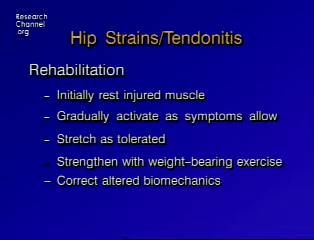 Research
Channel
.org
Hip Strains/Tendonitis
Rehabilitation
– Initially rest injured muscle
– Gradually activate as symptoms allow
– Stretch as tolerated
– Strengthen with weight-bearing exercise
– Correct altered biomechanics